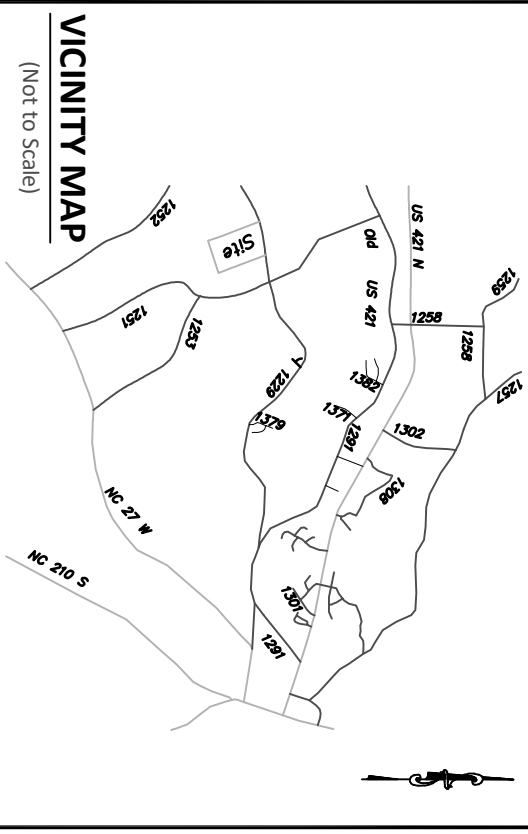 VICINITY MAP
(Not to Scale)
1259
1257
US 421 N
1258
1258
Old US 421
1382
1302
1371
1291
1308
1252
Site
1251
1253
1229
1379
1301
1291
NC 27 W
NC 210 S